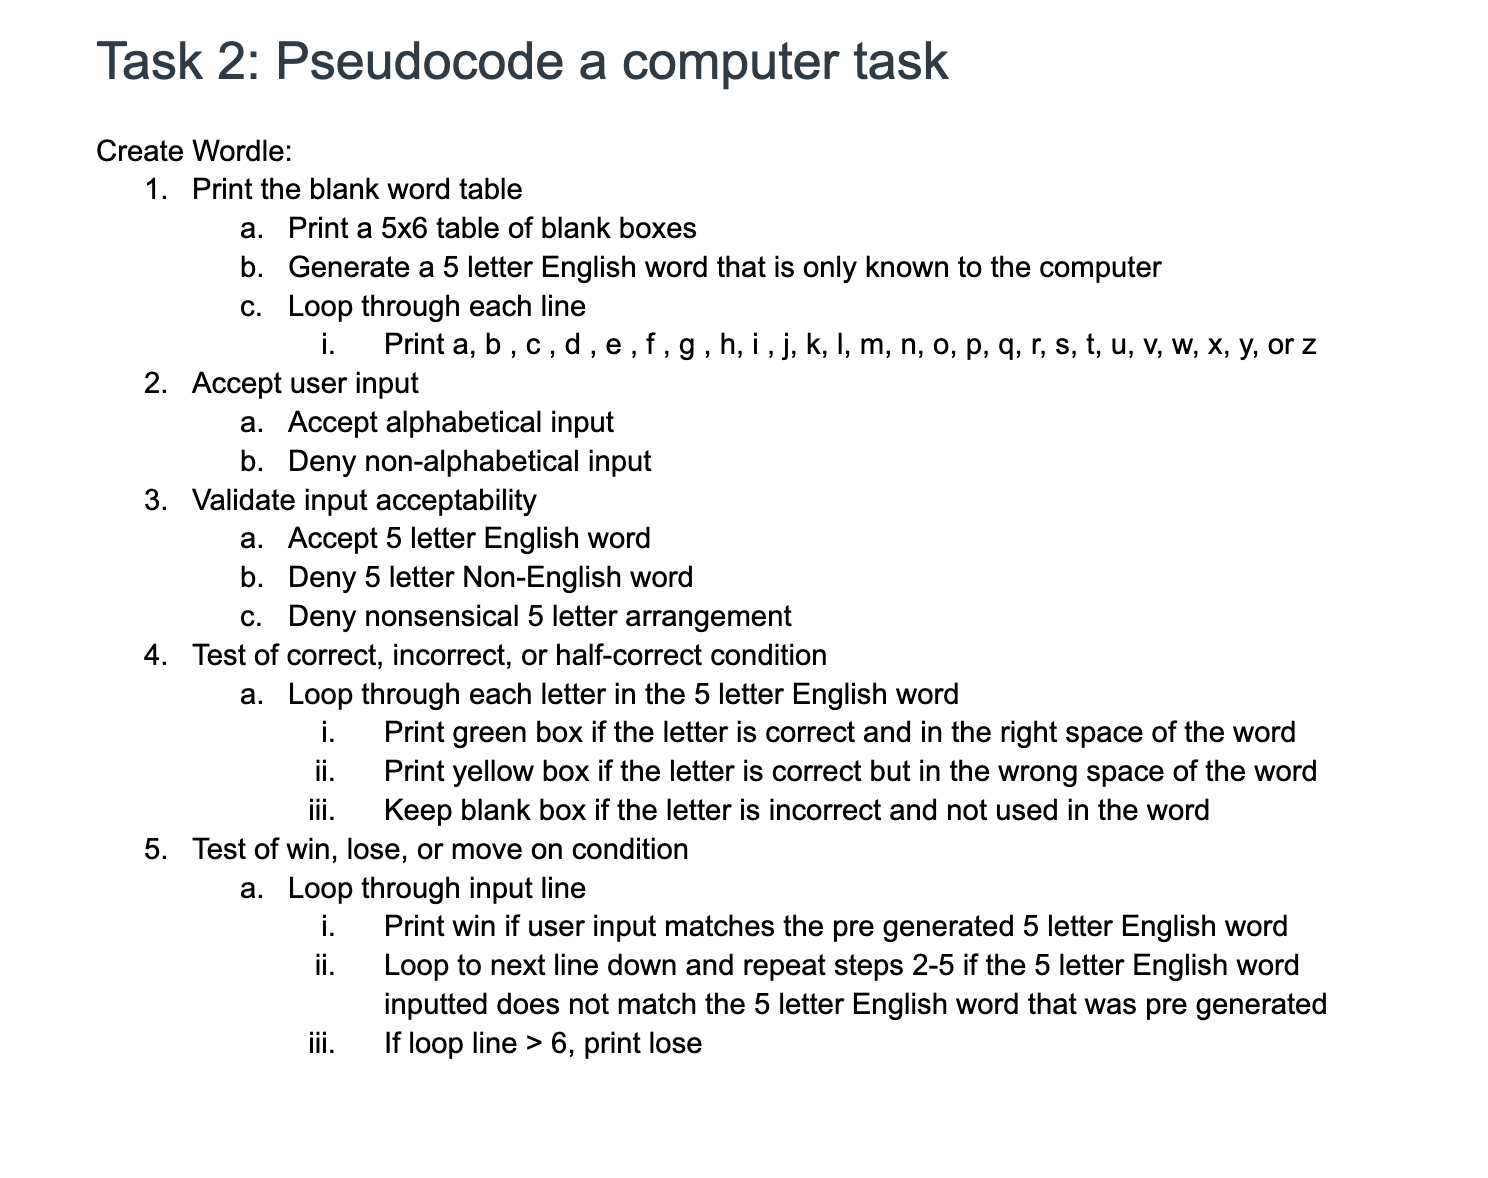 Task 2: Pseudocode a computer task
Create Wordle:
1. Print the blank word table
a. Print a 5x6 table of blank boxes
b. Generate a 5 letter English word that is only known to the computer
c. Loop through each line
i. Print a, b , c , d , e , f , g , h, i , j, k, l, m, n, o, p, q, r, s, t, u, v, w, x, y, or z
2. Accept user input
a. Accept alphabetical input
b. Deny non-alphabetical input
3. Validate input acceptability
a. Accept 5 letter English word
b. Deny 5 letter Non-English word
c. Deny nonsensical 5 letter arrangement
4. Test of correct, incorrect, or half-correct condition
a. Loop through each letter in the 5 letter English word
i. Print green box if the letter is correct and in the right space of the word
ii. Print yellow box if the letter is correct but in the wrong space of the word
iii. Keep blank box if the letter is incorrect and not used in the word
5. Test of win, lose, or move on condition
a. Loop through input line
i. Print win if user input matches the pre generated 5 letter English word
ii. Loop to next line down and repeat steps 2-5 if the 5 letter English word
inputted does not match the 5 letter English word that was pre generated
iii. If loop line > 6, print lose